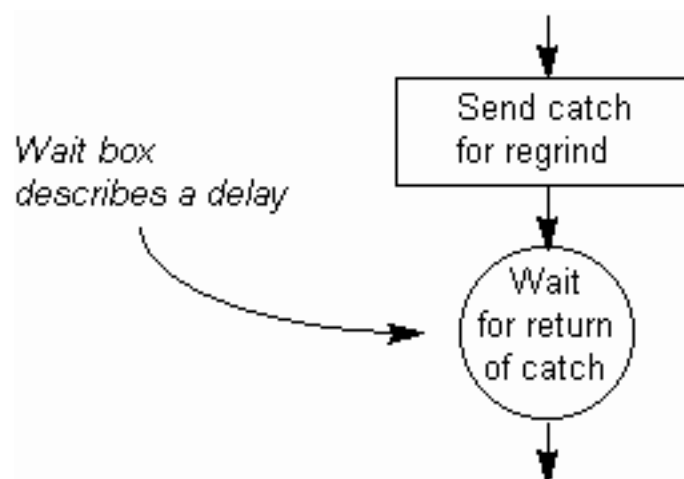 Send catch
for regrind
Wait box
describes a delay
Wait
for return
of catch